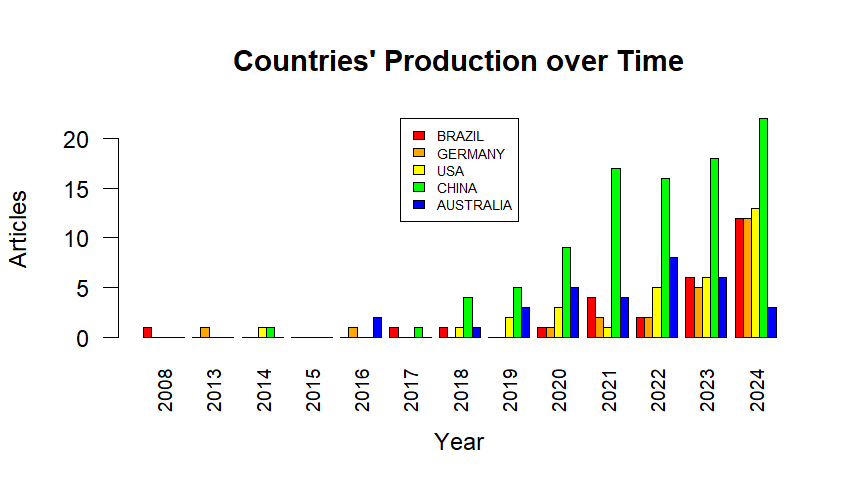 Countries' Production over Time
BRAZIL
GERMANY
USA
CHINA
AUSTRALIA
20
15
10
5
0
Articles
2008
2013
2014
2015
2016
2017
2018
2019
2020
2021
2022
2023
2024
Year